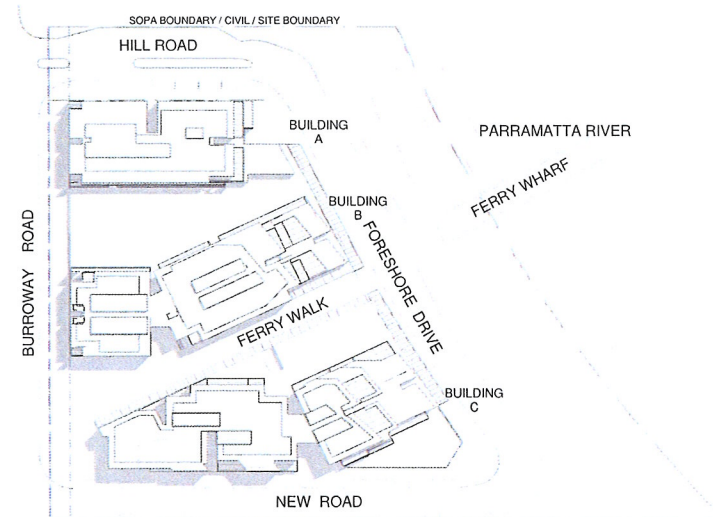 SOPA BOUNDARY / CIVIL / SITE BOUNDARY
HILL ROAD
BUILDING
A
PARRAMATTA RIVER
FERRY WHARF
BUILDING
B
FORESHORE DRIVE
BURROWAY ROAD
FERRY WALK
BUILDING
C
NEW ROAD